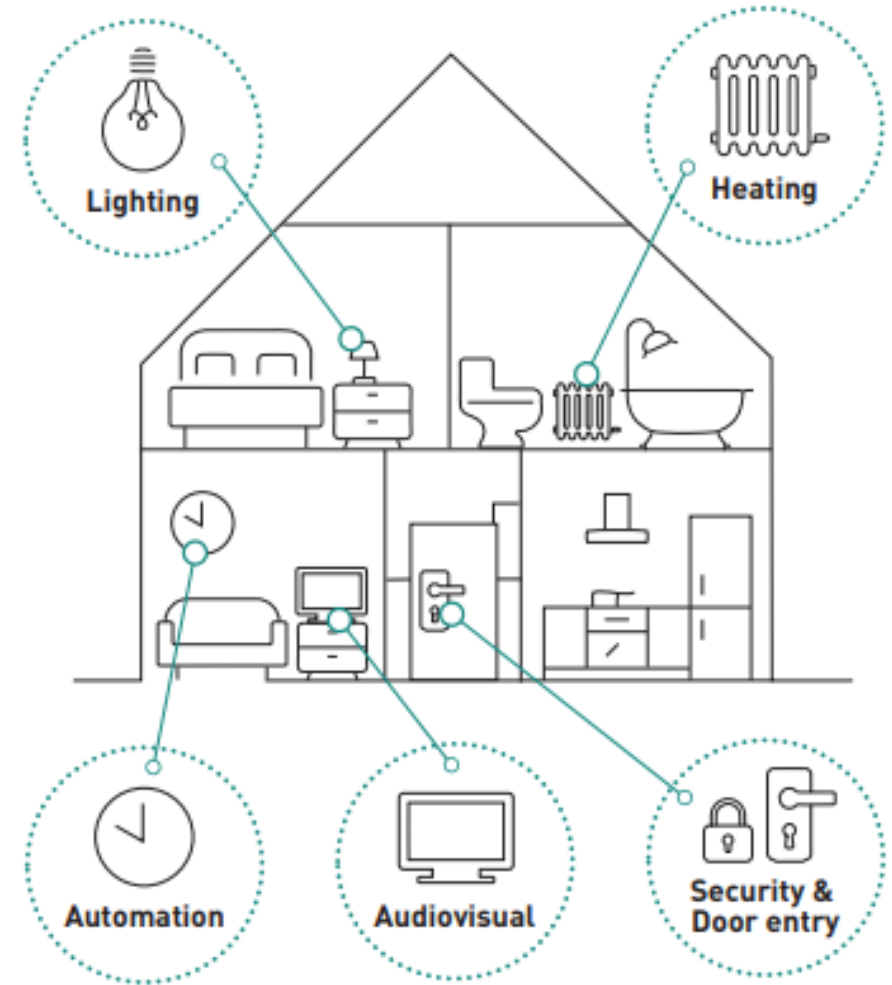 Lighting
Heating
Automation
Audiovisual
Security &
Door entry